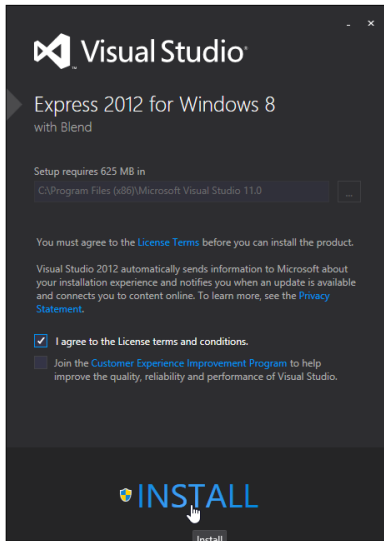 Visual Studio
Express 2012 for Windows 8
with Blend
Setup requires 625 MB in
C:\Program Files (x86)\Microsoft Visual Studio 11.0
...
You must agree to the License Terms before you can install the product.
Visual Studio 2012 automatically sends information to Microsoft about
your installation experience and notifies you when an update is available
and connects you to content online. To learn more, see the Privacy
Statement.
I agree to the License terms and conditions.
Join the Customer Experience Improvement Program to help
improve the quality, reliability and performance of Visual Studio.
INSTALL
Install